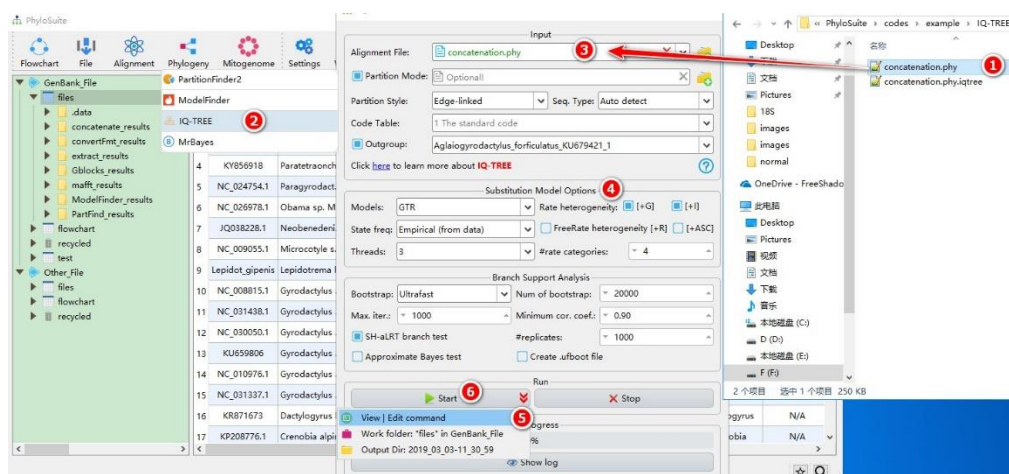 PhyloSuite
Flowchart File Alignment Phylogeny Mitogenome Settings
GenBank_File
files
.data
concatenate_results
convertFmt_results
extract_results
Gblocks_results
mafft_results
ModelFinder_results
PartFind_results
flowchart
recycled
test
Other_File
files
flowchart
recycled
PartitionFinder2
ModelFinder
IQ-TREE 2
MrBayes
4 KY856918 Paratetraonch
5 NC_024754.1 Paragyrodact.
6 NC_026978.1 Obama sp. M
7 JQ038228.1 Neobenedeni
8 NC_009055.1 Microcotyle s.
9 Lepidot_gipenis Lepidotrema
10 NC_008815.1 Gyrodactylus
11 NC_031438.1 Gyrodactylus
12 NC_030050.1 Gyrodactylus
13 KU659806 Gyrodactylus
14 NC_010976.1 Gyrodactylus
15 NC_031337.1 Gyrodactylus
16 KR871673 Dactylogyrus
17 KP208776.1 Crenobia alpi
Input
Alignment File: concatenation.phy 3
Partition Mode: Optional!
Partition Style: Edge-linked Seq. Type: Auto detect
Code Table: 1 The standard code
Outgroup: Aglaiogyrodactylus_forficulatus_KU679421_1
Click here to learn more about IQ-TREE
Substitution Model Options 4
Models: GTR Rate heterogeneity: [+G] [+I]
State freq: Empirical (from data) FreeRate heterogeneity [+R] [+ASC]
Threads: 3 #rate categories: 4
Branch Support Analysis
Bootstrap: Ultrafast Num of bootstrap: 20000
Max. iter.: 1000 Minimum cor. coef.: 0.90
SH-aLRT branch test #replicates: 1000
Approximate Bayes test Create .ufboot file
Run
Start 6 Stop
View | Edit command 5
Work folder: "files" in GenBank_File
Output Dir: 2019_03_03-11_30_59
ogress
%
Show log
ogyrus N/A
obia N/A
« PhyloSuite › codes › example › IQ-TREE
Desktop
下载
文档
Pictures
18S
images
images
normal
OneDrive - FreeShado
此电脑
Desktop
Pictures
视频
文档
下载
音乐
本地磁盘 (C:)
D (D:)
本地磁盘 (E:)
F (F:)
名称
concatenation.phy 1
concatenation.phy.iqtree
2 个项目 选中 1 个项目 250 KB